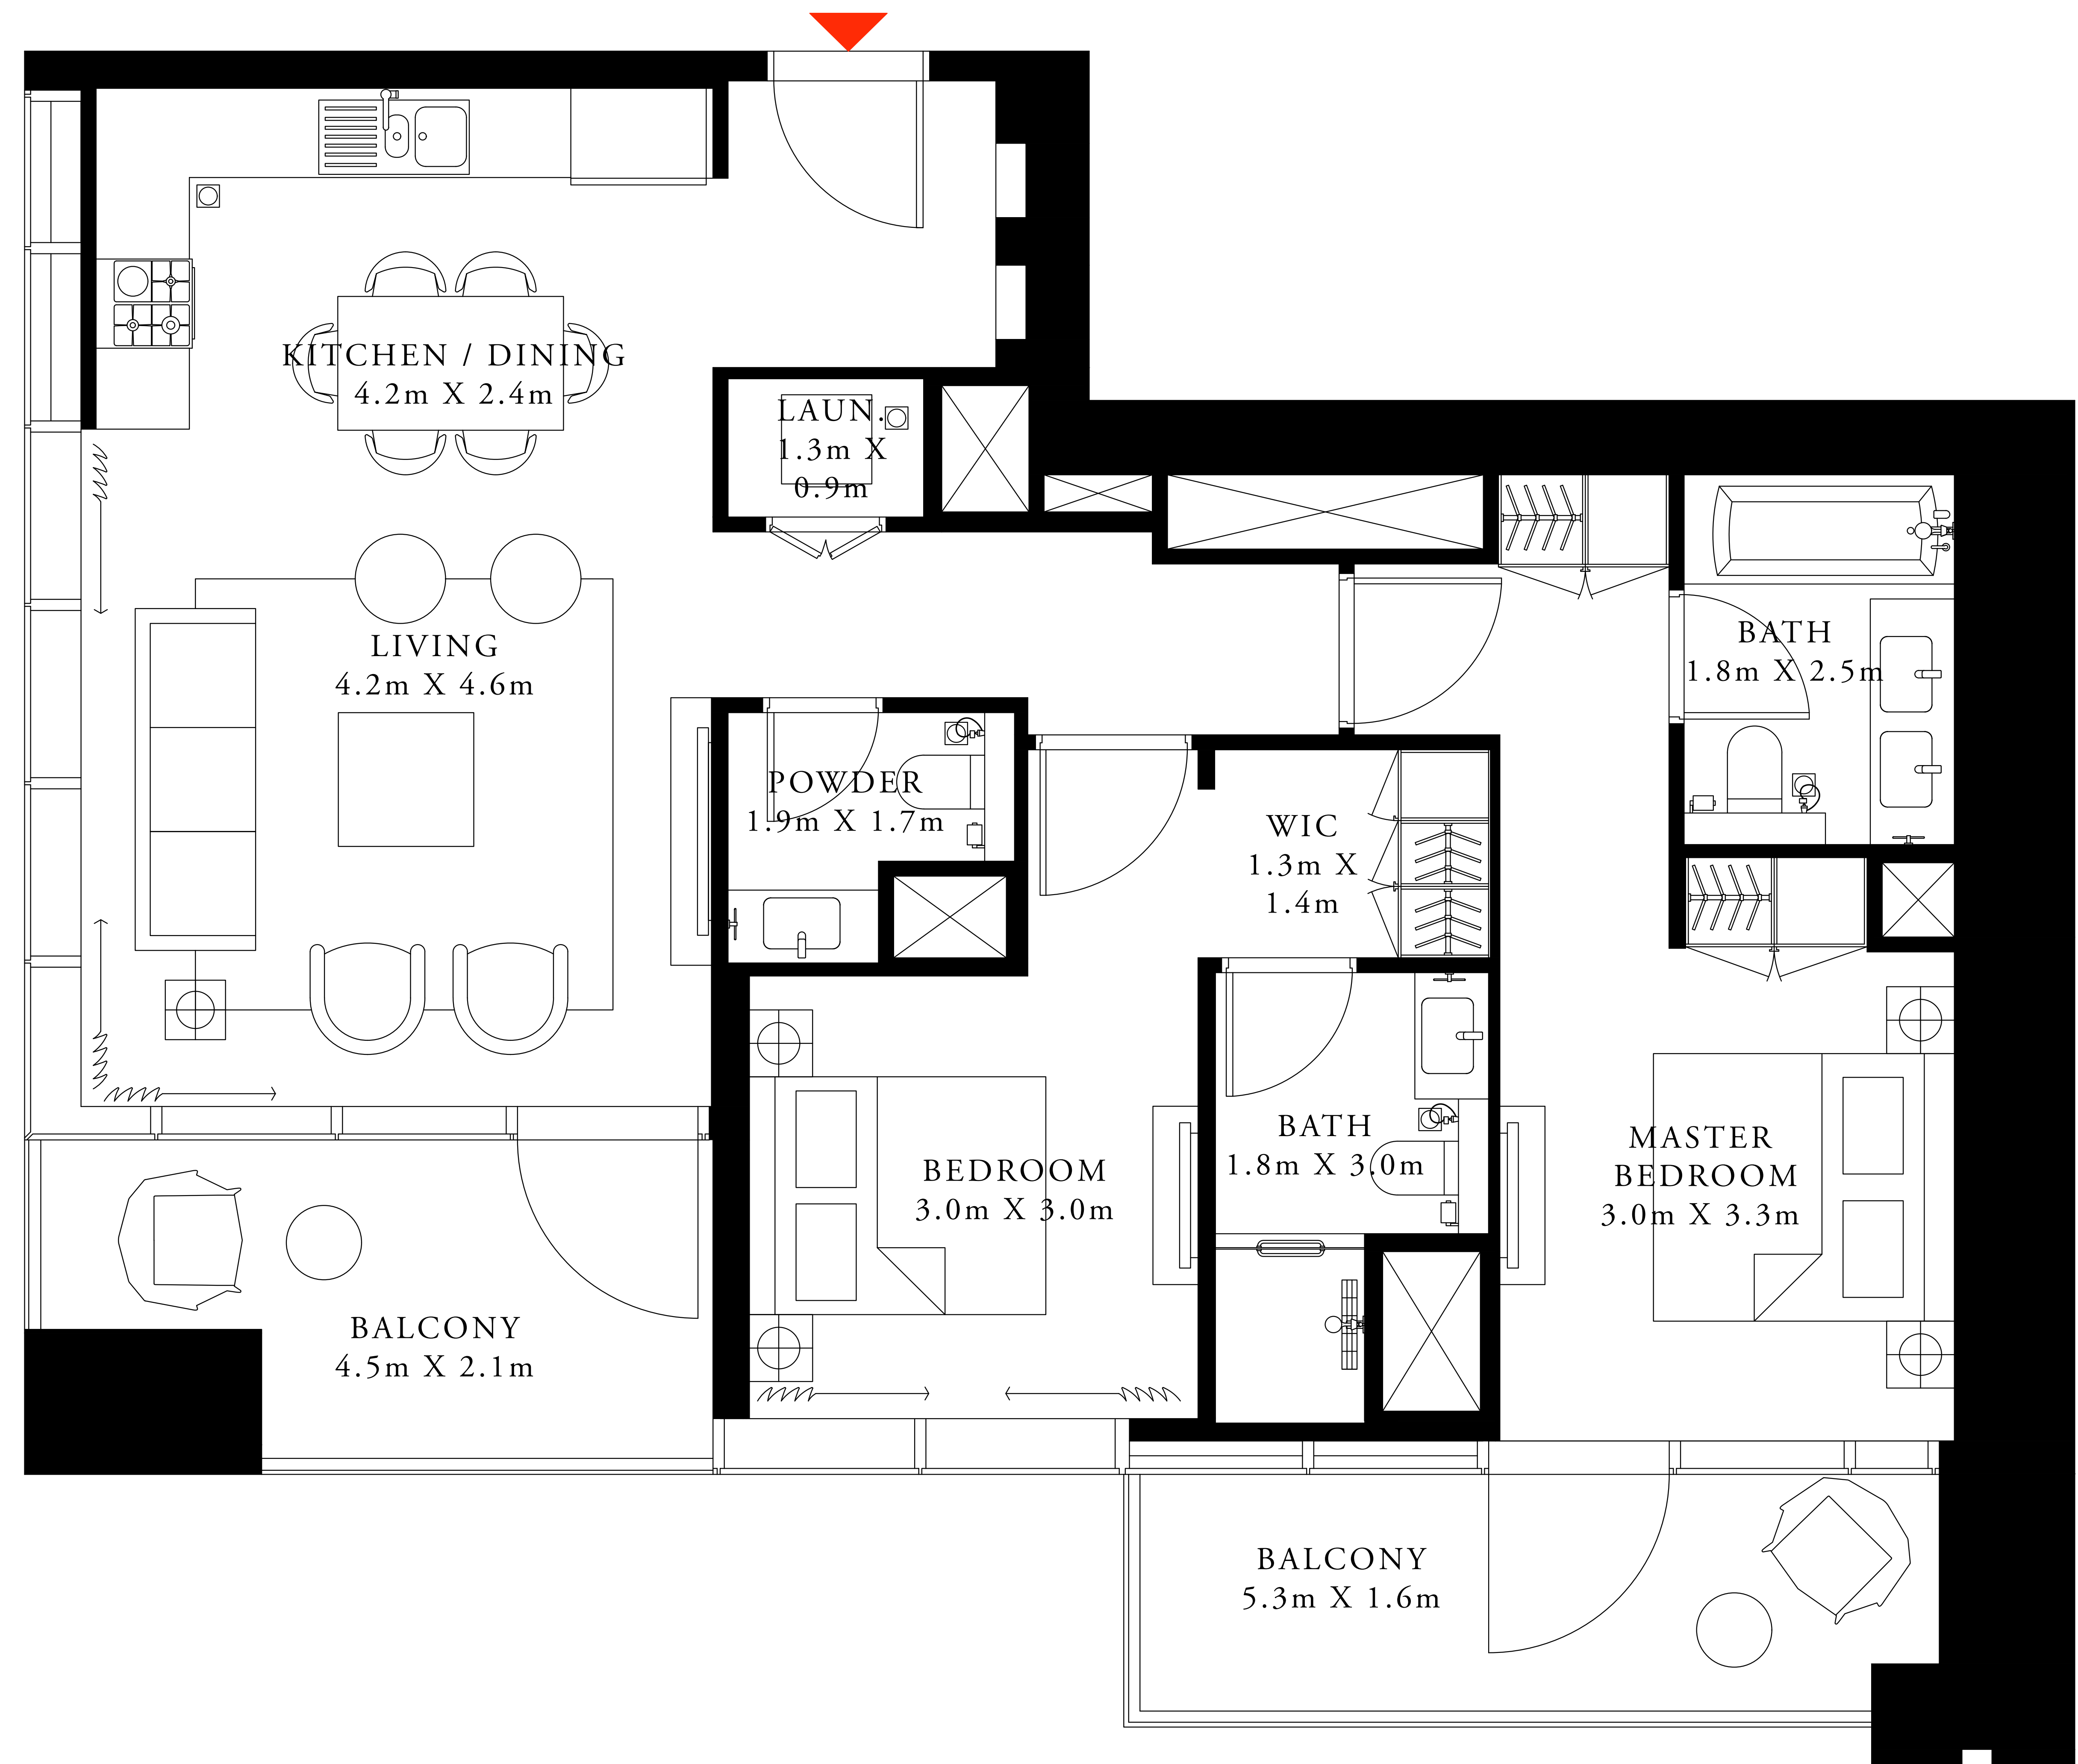 KITCHEN / DINING
4.2m X 2.4m
LAUN.
1.3m X
0.9m
LIVING
4.2m X 4.6m
BATH
1.8m X 2.5m
POWDER
1.9m X 1.7m
WIC
1.3m X
1.4m
BEDROOM
3.0m X 3.0m
BATH
1.8m X 3.0m
MASTER
BEDROOM
3.0m X 3.3m
BALCONY
4.5m X 2.1m
BALCONY
5.3m X 1.6m